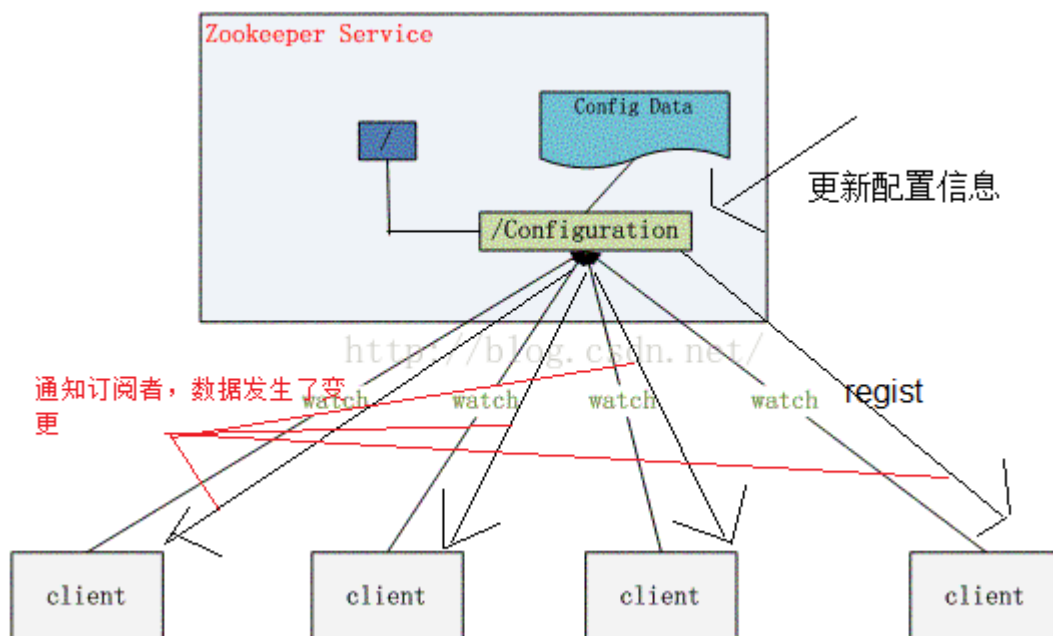 Zookeeper Service
Config Data
/
更新配置信息
/Configuration
http://blog.csdn.net/
通知订阅者，数据发生了变
更
watch
watch
watch
watch
regist
client
client
client
client